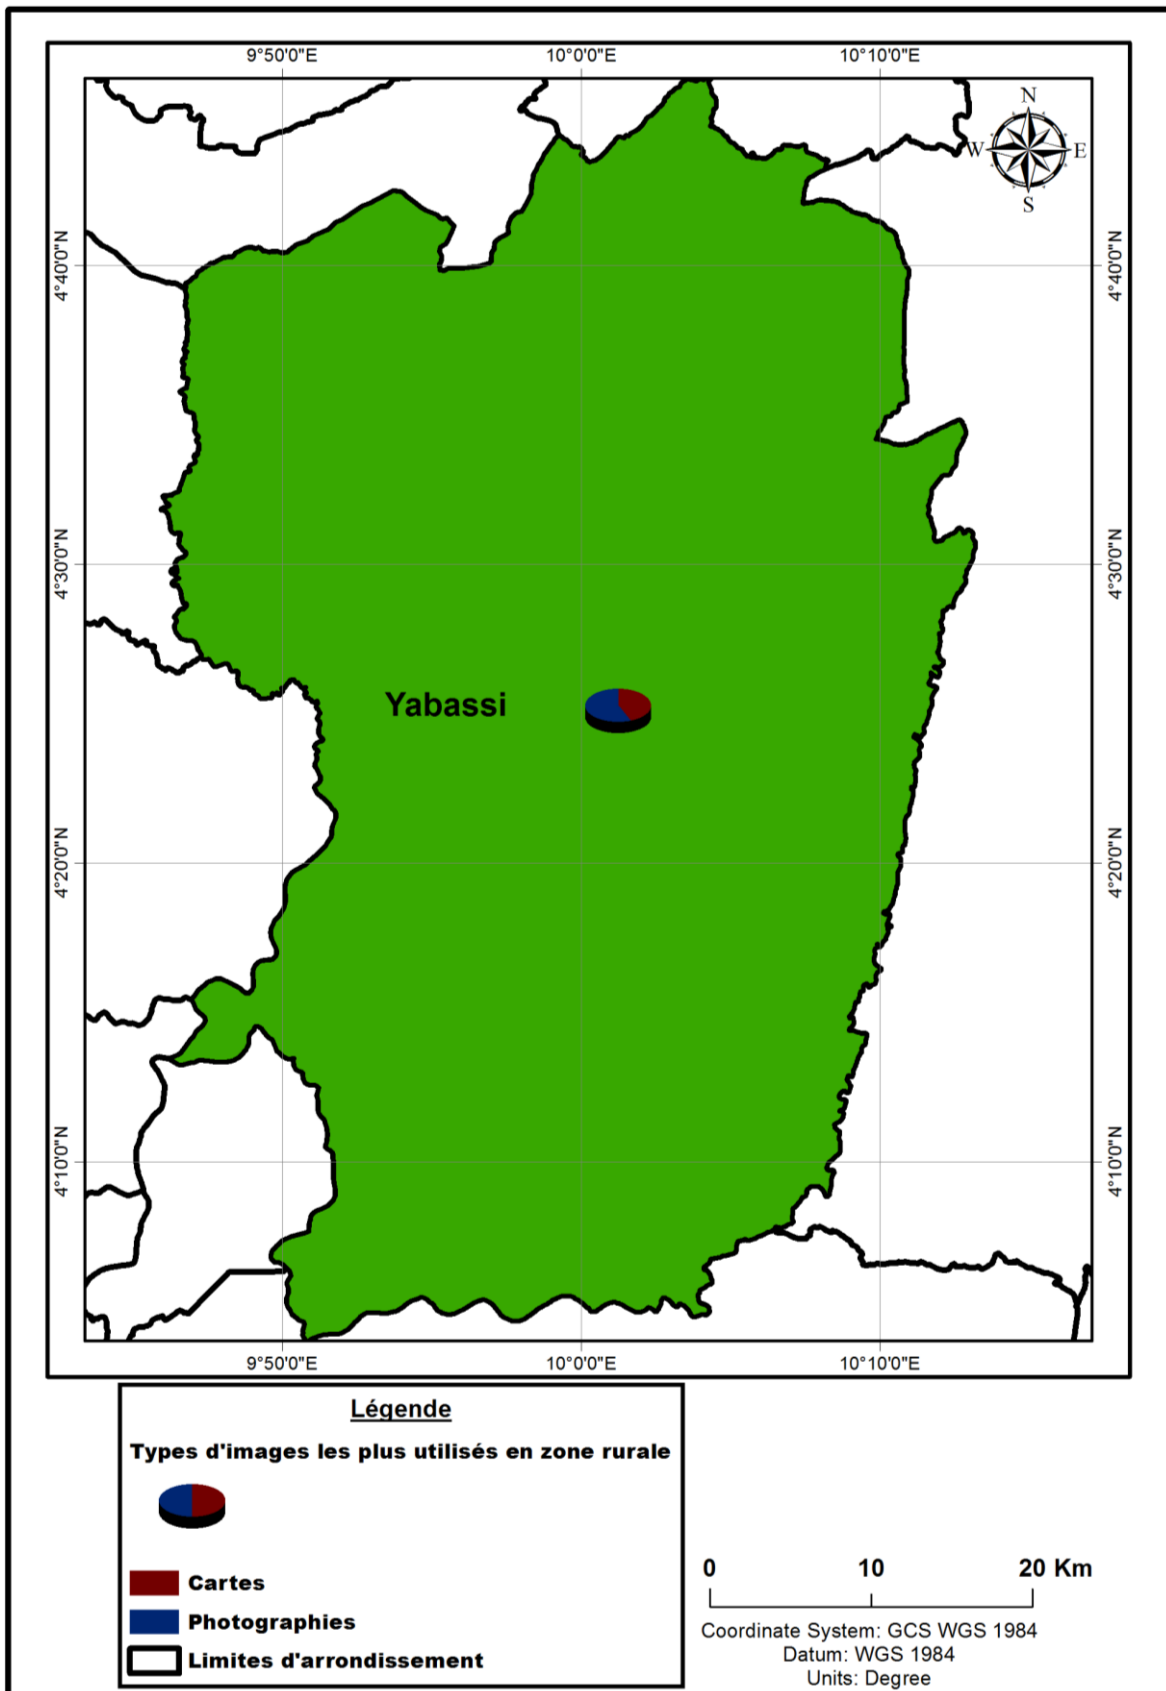 9°50'0"E 10°0'0"E 10°10'0"E
N
W E
S
4°40'0"N 4°40'0"N
4°30'0"N 4°30'0"N
Yabassi
4°20'0"N 4°20'0"N
4°10'0"N 4°10'0"N
9°50'0"E 10°0'0"E 10°10'0"E
Légende
Types d'images les plus utilisés en zone rurale
Cartes
Photographies
Limites d'arrondissement
0 10 20 Km
Coordinate System: GCS WGS 1984
Datum: WGS 1984
Units: Degree